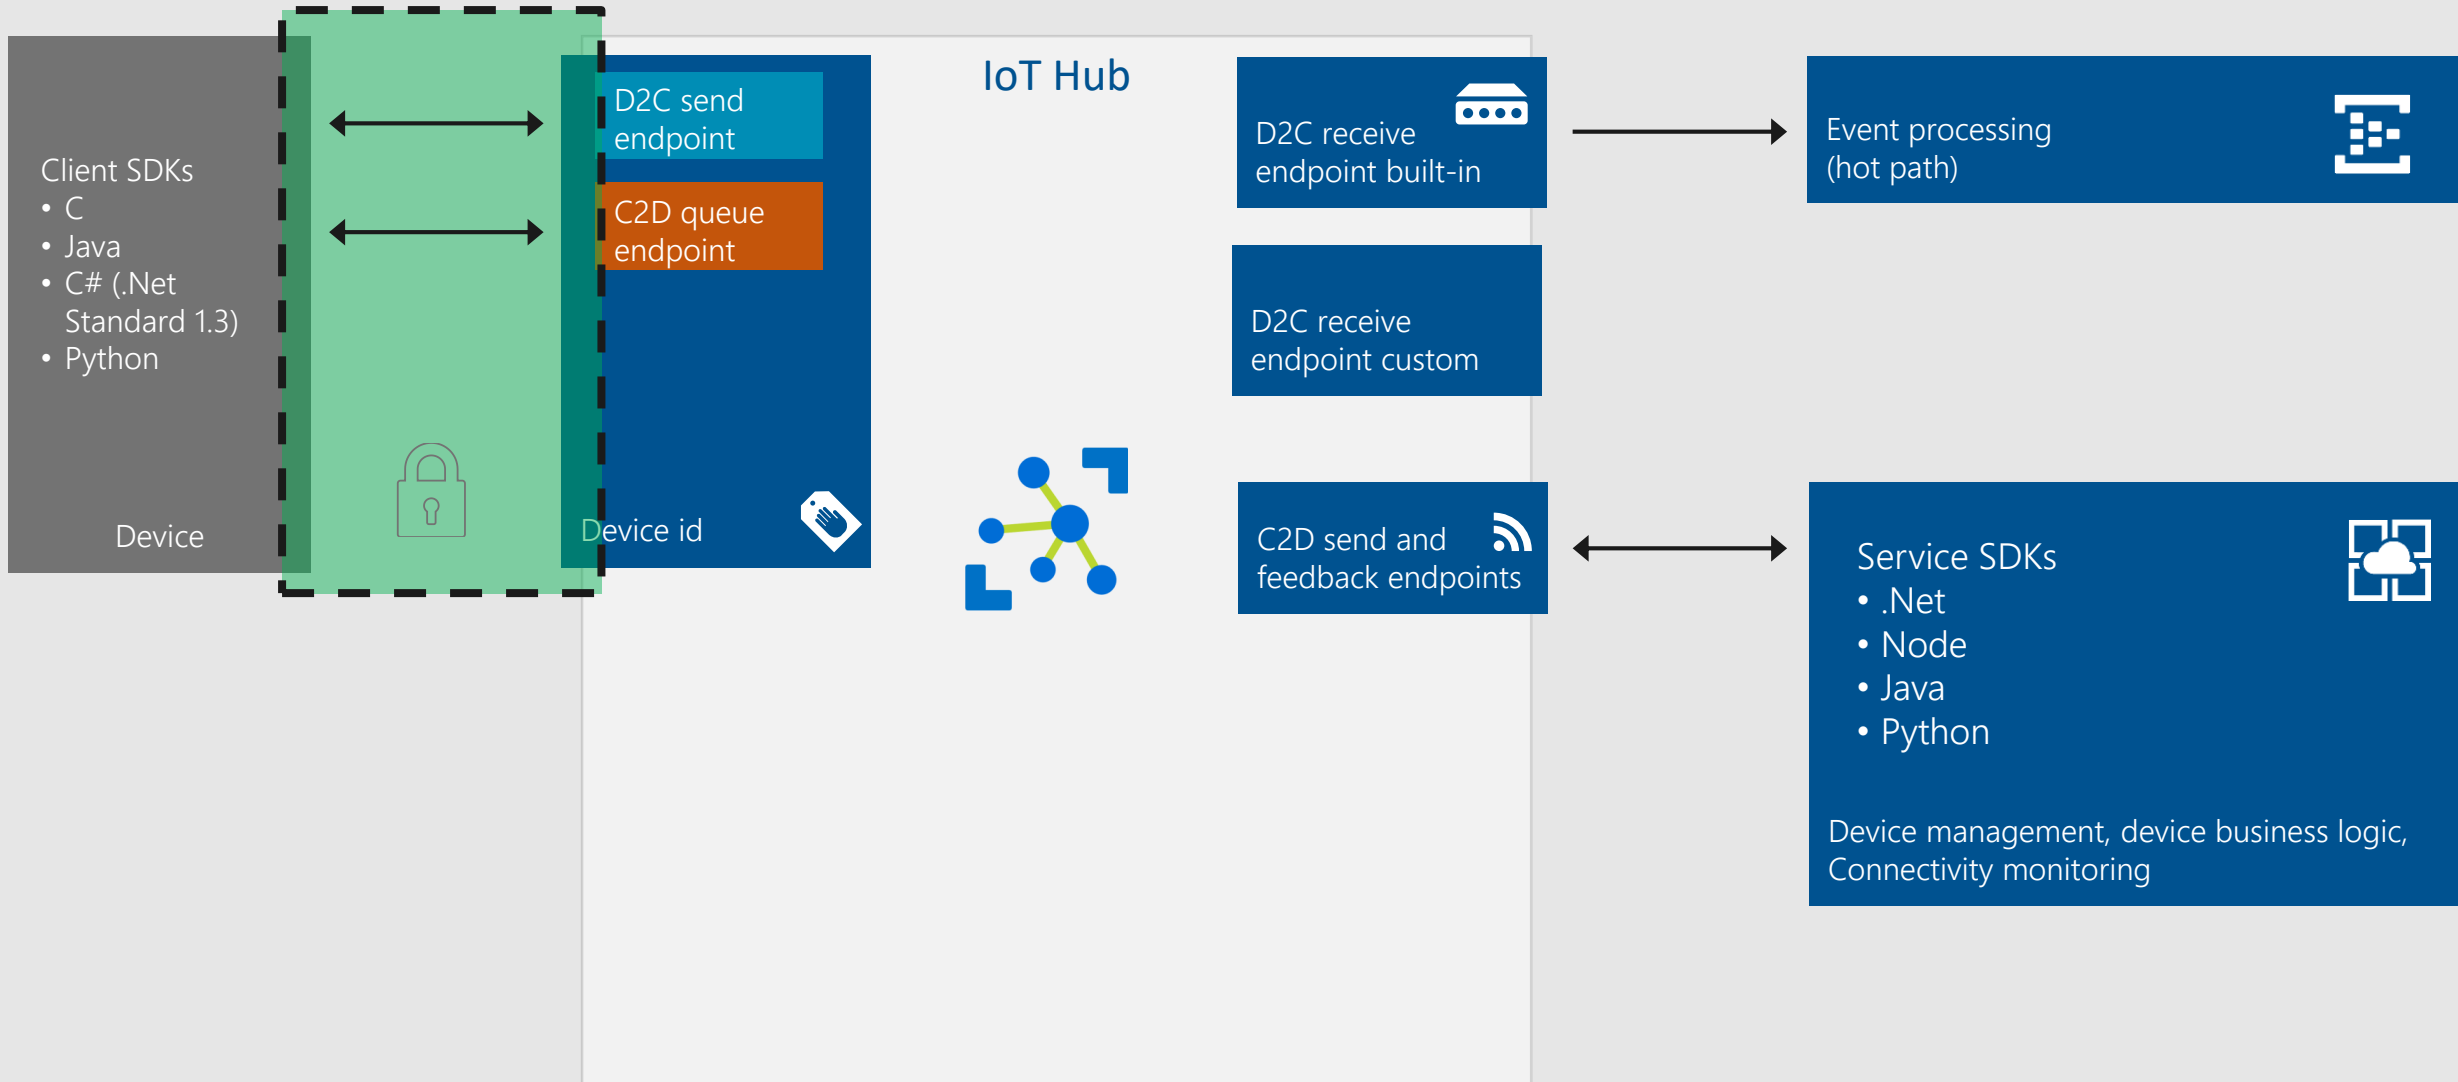 Client SDKs
• C
• Java
• C# (.Net
Standard 1.3)
• Python
Device
D2C send
endpoint
C2D queue
endpoint
Device id
IoT Hub
D2C receive
endpoint built-in
D2C receive
endpoint custom
C2D send and
feedback endpoints
Event processing
(hot path)
Service SDKs
• .Net
• Node
• Java
• Python
Device management, device business logic,
Connectivity monitoring